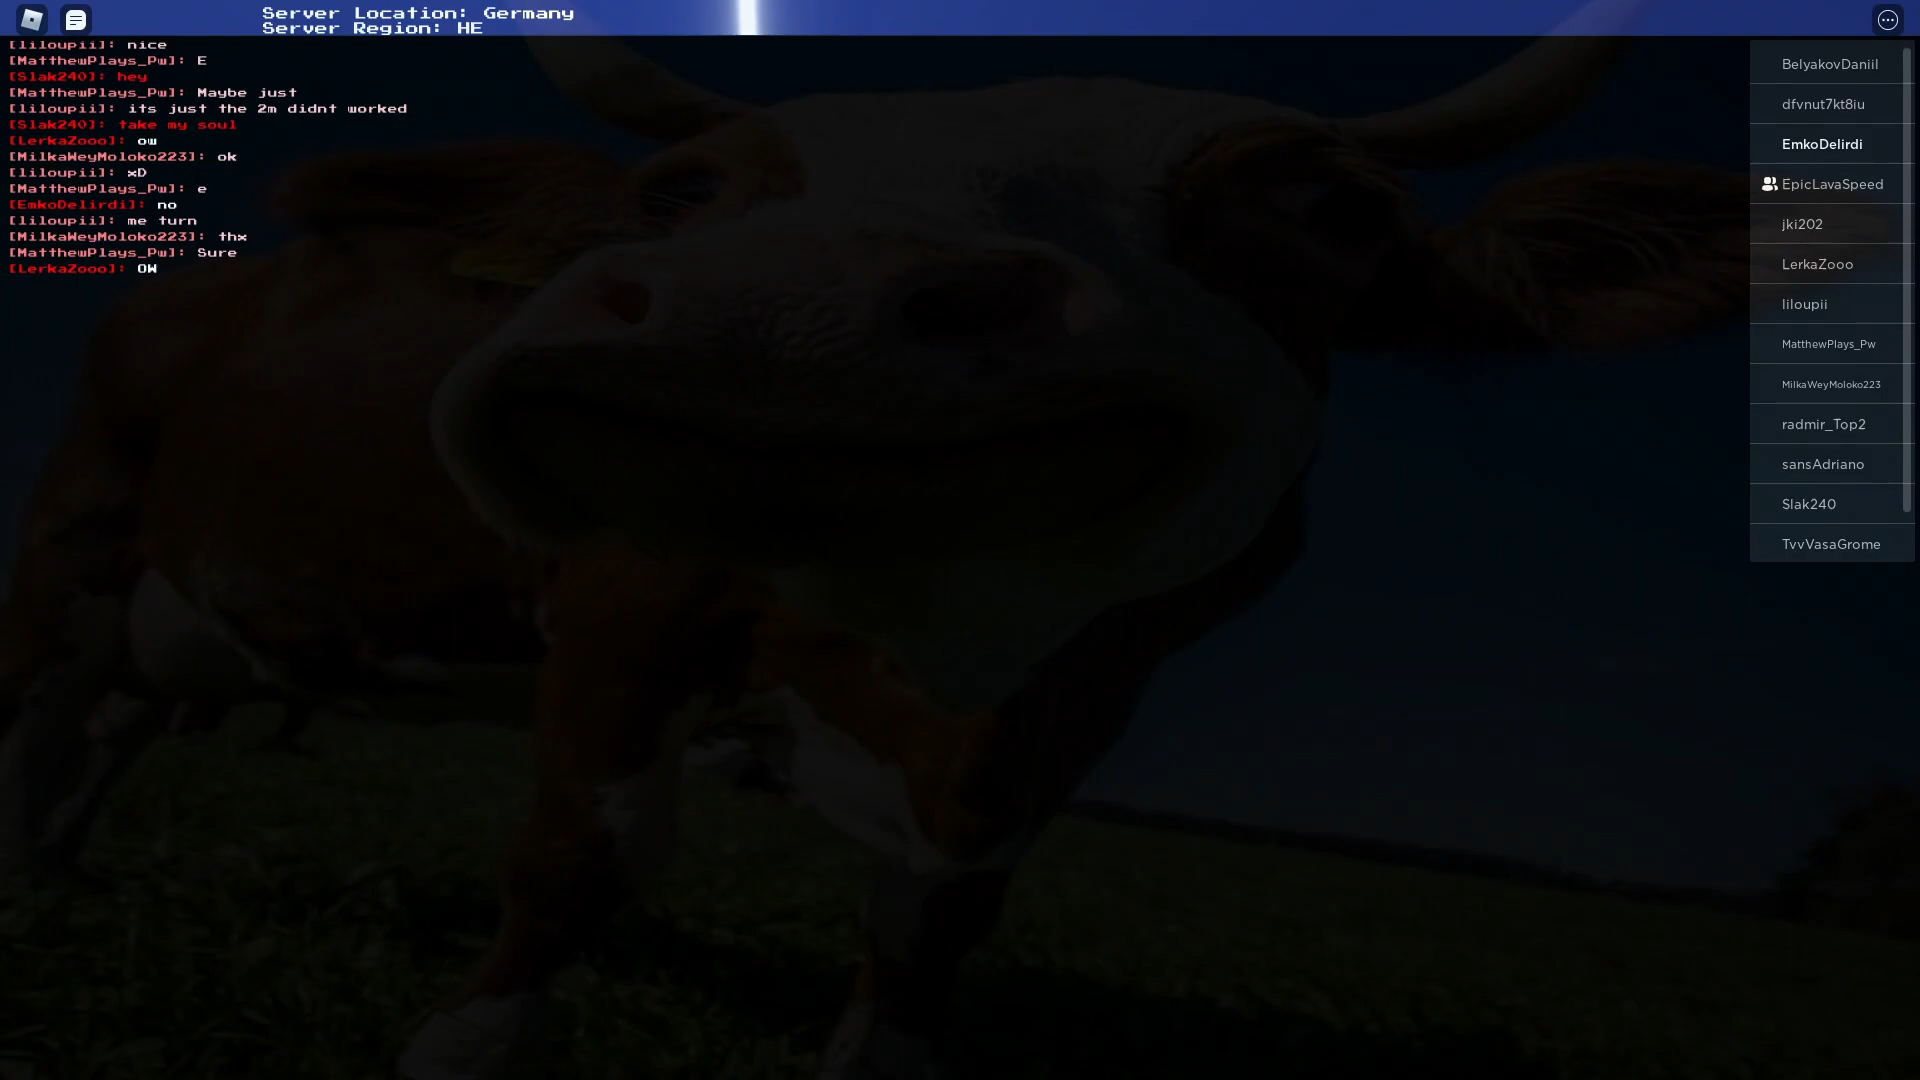 Server Location: Germany
Server Region: HE
[liloupii]: nice
[MatthewPlays_Pw]: E
[Slak240]: hey
[MatthewPlays_Pw]: Maybe just
[liloupii]: its just the 2m didnt worked
[Slak240]: take my soul
[LerkaZooo]: ow
[MilkaWeyMoloko223]: ok
[liloupii]: xD
[MatthewPlays_Pw]: e
[EmkoDelirdi]: no
[liloupii]: me turn
[MilkaWeyMoloko223]: thx
[MatthewPlays_Pw]: Sure
[LerkaZooo]: OW
BelyakovDaniil
dfvnut7kt8iu
EmkoDelirdi
EpicLavaSpeed
jki202
LerkaZooo
liloupii
MatthewPlays_Pw
MilkaWeyMoloko223
radmir_Top2
sansAdriano
Slak240
TvvVasaGrome